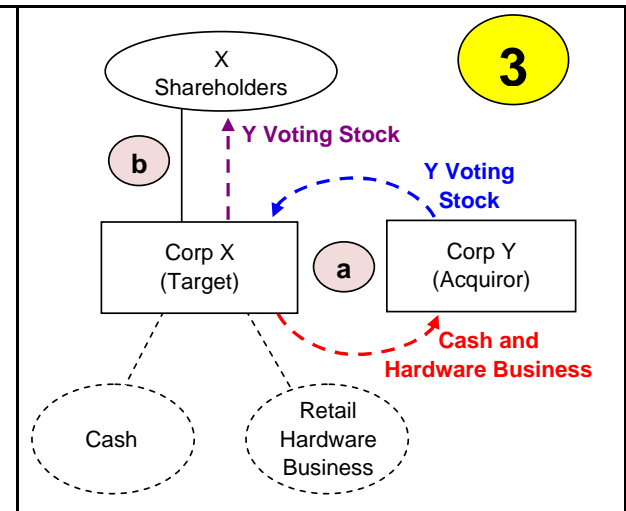 X
Shareholders
3
Y Voting Stock
b
Y Voting
Stock
Corp X
(Target)
a
Corp Y
(Acquiror)
Cash and
Hardware Business
Cash
Retail
Hardware
Business